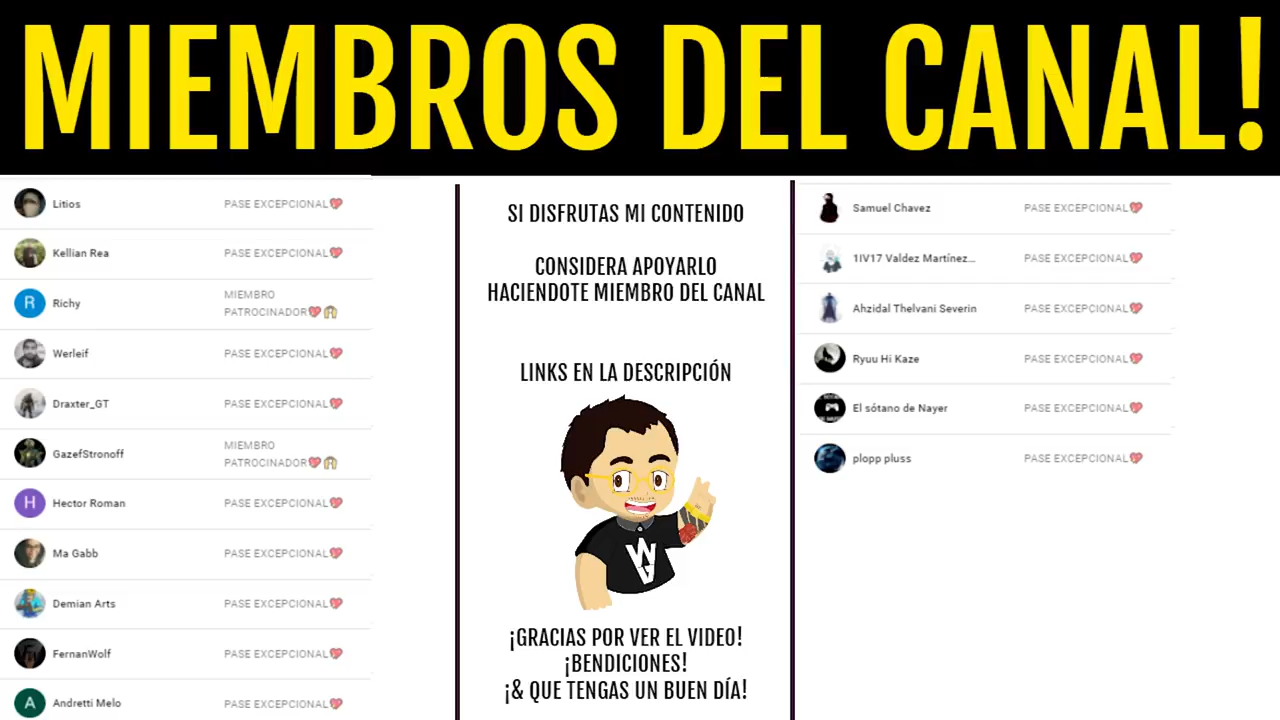 MIEMBROS DEL CANAL!
Litios PASE EXCEPCIONAL💖
Kellian Rea PASE EXCEPCIONAL💖
R Richy MIEMBRO
PATROCINADOR💖🙌
Werleif PASE EXCEPCIONAL💖
Draxter_GT PASE EXCEPCIONAL💖
GazefStronoff MIEMBRO
PATROCINADOR💖🙌
H Hector Roman PASE EXCEPCIONAL💖
Ma Gabb PASE EXCEPCIONAL💖
Demian Arts PASE EXCEPCIONAL💖
FernanWolf PASE EXCEPCIONAL💖
A Andretti Melo PASE EXCEPCIONAL💖
SI DISFRUTAS MI CONTENIDO
CONSIDERA APOYARLO
HACIENDOTE MIEMBRO DEL CANAL
LINKS EN LA DESCRIPCIÓN
¡GRACIAS POR VER EL VIDEO!
¡BENDICIONES!
¡& QUE TENGAS UN BUEN DÍA!
Samuel Chavez PASE EXCEPCIONAL💖
1IV17 Valdez Martínez... PASE EXCEPCIONAL💖
Ahzidal Thelvani Severin PASE EXCEPCIONAL💖
Ryuu Hi Kaze PASE EXCEPCIONAL💖
El sótano de Nayer PASE EXCEPCIONAL💖
plopp pluss PASE EXCEPCIONAL💖